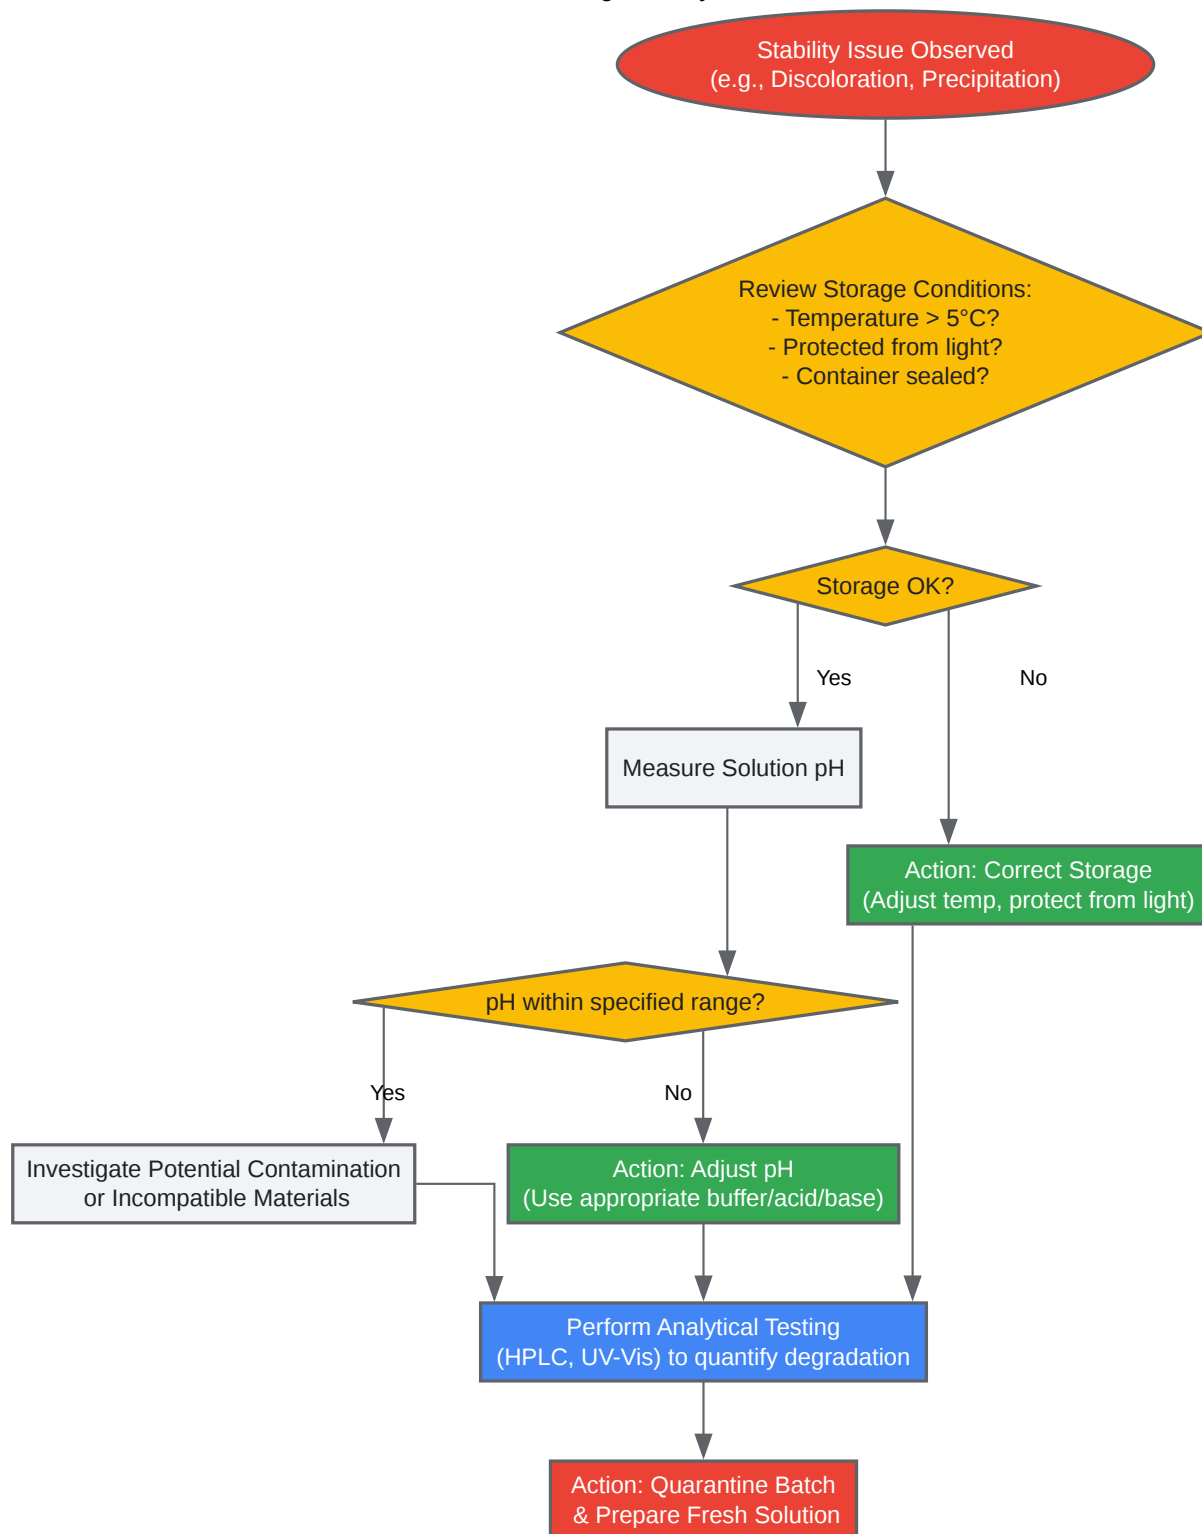 Stability Issue Observed
(e.g., Discoloration, Precipitation)
Review Storage Conditions:
- Temperature > 5°C?
- Protected from light?
- Container sealed?
Storage OK?
Yes
No
Measure Solution pH
Action: Correct Storage
(Adjust temp, protect from light)
pH within specified range?
Yes
No
Investigate Potential Contamination
or Incompatible Materials
Action: Adjust pH
(Use appropriate buffer/acid/base)
Perform Analytical Testing
(HPLC, UV-Vis) to quantify degradation
Action: Quarantine Batch
& Prepare Fresh Solution